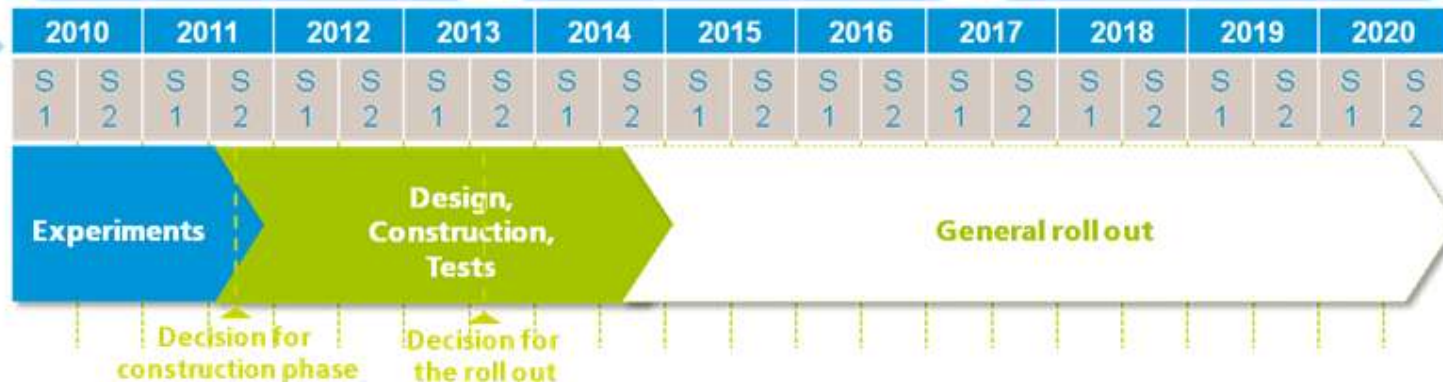 2010 2011 2012 2013 2014 2015 2016 2017 2018 2019 2020
S S S S S S S S S S S S S S S S S S S S S S
1 2 1 2 1 2 1 2 1 2 1 2 1 2 1 2 1 2 1 2 1 2
Experiments
Design,
Construction,
Tests
General roll out
Decision for
construction phase
Decision for
the roll out